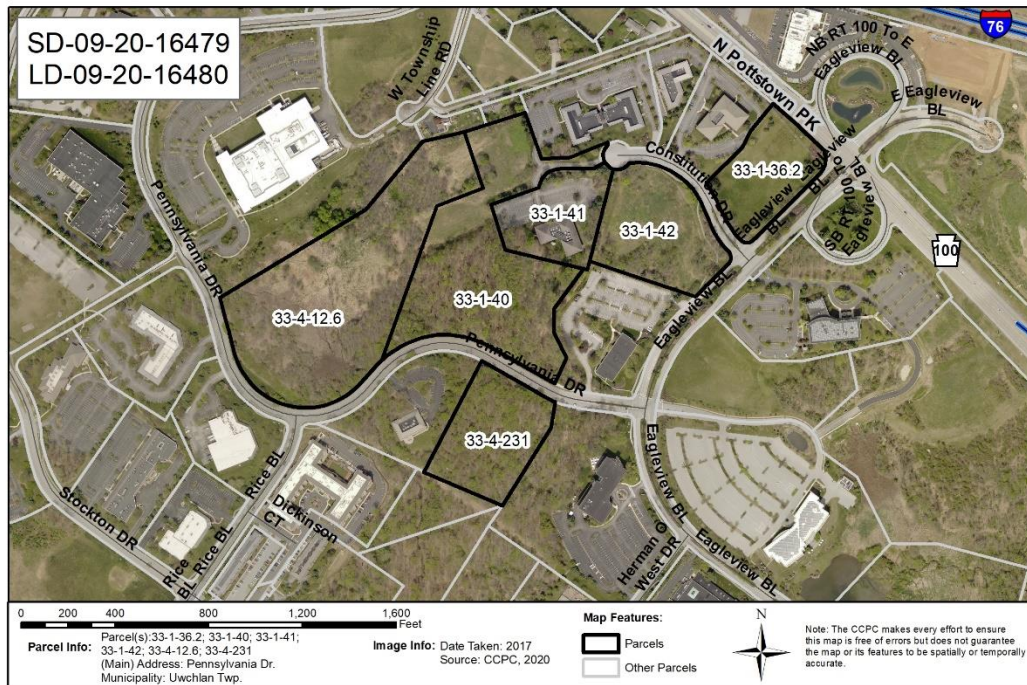 SD-09-20-16479
LD-09-20-16480
76
NB RT 100 To E
Eagleview BL
W Township
Line RD
N Pottstown PK
E Eagleview
BL
Constitution DR
33-1-36.2
Eagleview BL
Eagleview
BL
SB RT 100 To
Eagleview BL
100
Pennsylvania DR
33-1-41
33-1-42
33-4-12.6
33-1-40
Eagleview BL
Pennsylvania DR
33-4-231
Eagleview BL
Rice BL
Dickinson
CT
Stockton DR
Rice BL
Rice
BL
Herman O
West DR
Eagleview BL
0 200 400 800 1,200 1,600
Feet
Parcel Info:
Parcel(s):33-1-36.2; 33-1-40; 33-1-41;
33-1-42; 33-4-12.6; 33-4-231
(Main) Address: Pennsylvania Dr.
Municipality: Uwchlan Twp.
Image Info: Date Taken: 2017
Source: CCPC, 2020
Map Features:
Parcels
Other Parcels
N
Note: The CCPC makes every effort to ensure
this map is free of errors but does not guarantee
the map or its features to be spatially or temporally
accurate.